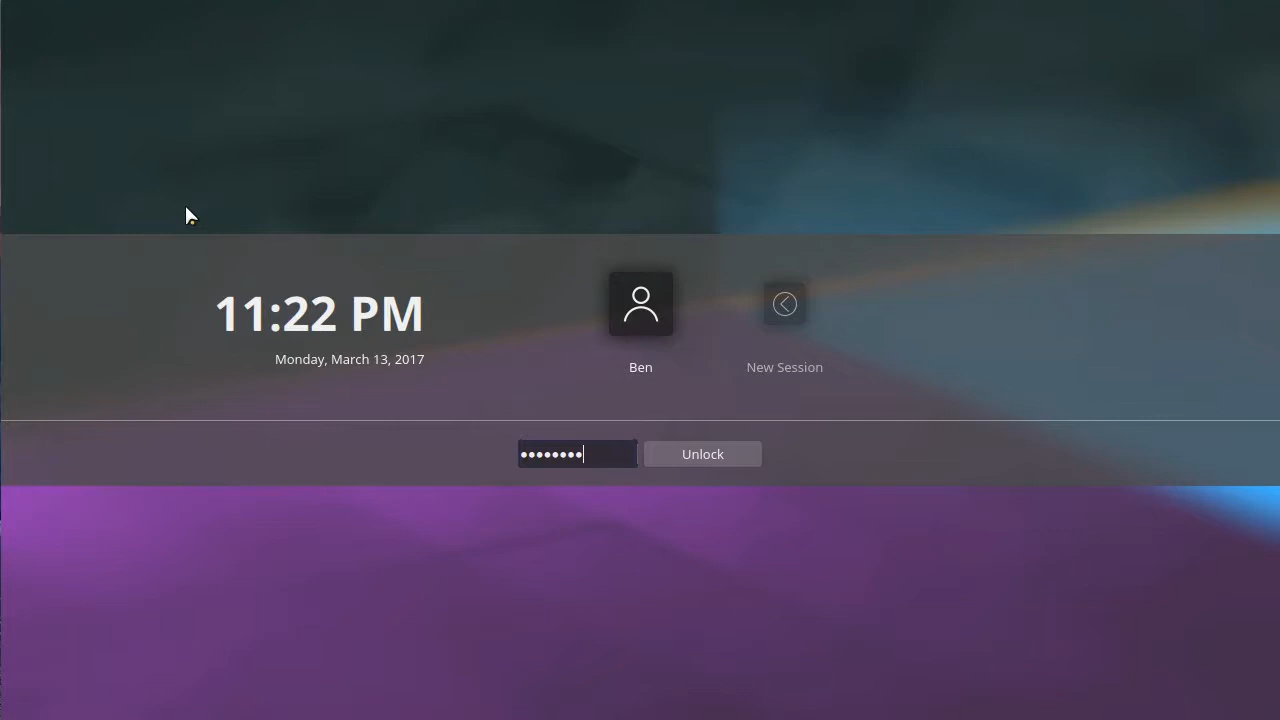 11:22 PM
Monday, March 13, 2017
Ben
New Session
••••••••
Unlock